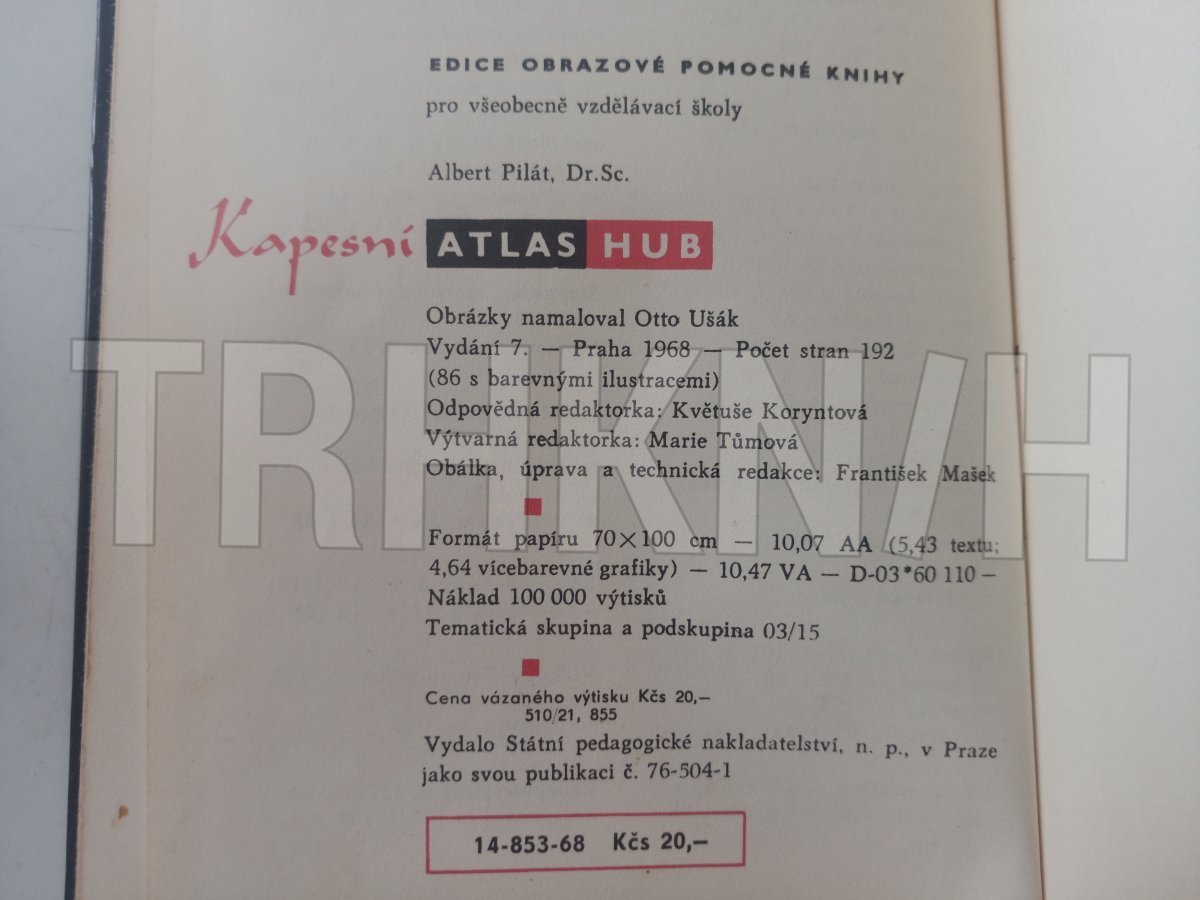 EDICE OBRAZOVÉ POMOCNÉ KNIHY
pro všeobecně vzdělávací školy
Albert Pilát, Dr.Sc.
Kapesní ATLAS HUB
Obrázky namaloval Otto Ušák
Vydání 7. — Praha 1968 — Počet stran 192
(86 s barevnými ilustracemi)
Odpovědná redaktorka: Květuše Koryntová
Výtvarná redaktorka: Marie Tůmová
Obálka, úprava a technická redakce: František Mašek
Formát papíru 70×100 cm — 10,07 AA (5,43 textu;
4,64 vícebarevné grafiky) — 10,47 VA — D-03*60 110 —
Náklad 100 000 výtisků
Tematická skupina a podskupina 03/15
Cena vázaného výtisku Kčs 20,—
510/21, 855
Vydalo Státní pedagogické nakladatelství, n. p., v Praze
jako svou publikaci č. 76-504-1
14-853-68 Kčs 20,—
TRHKN/H